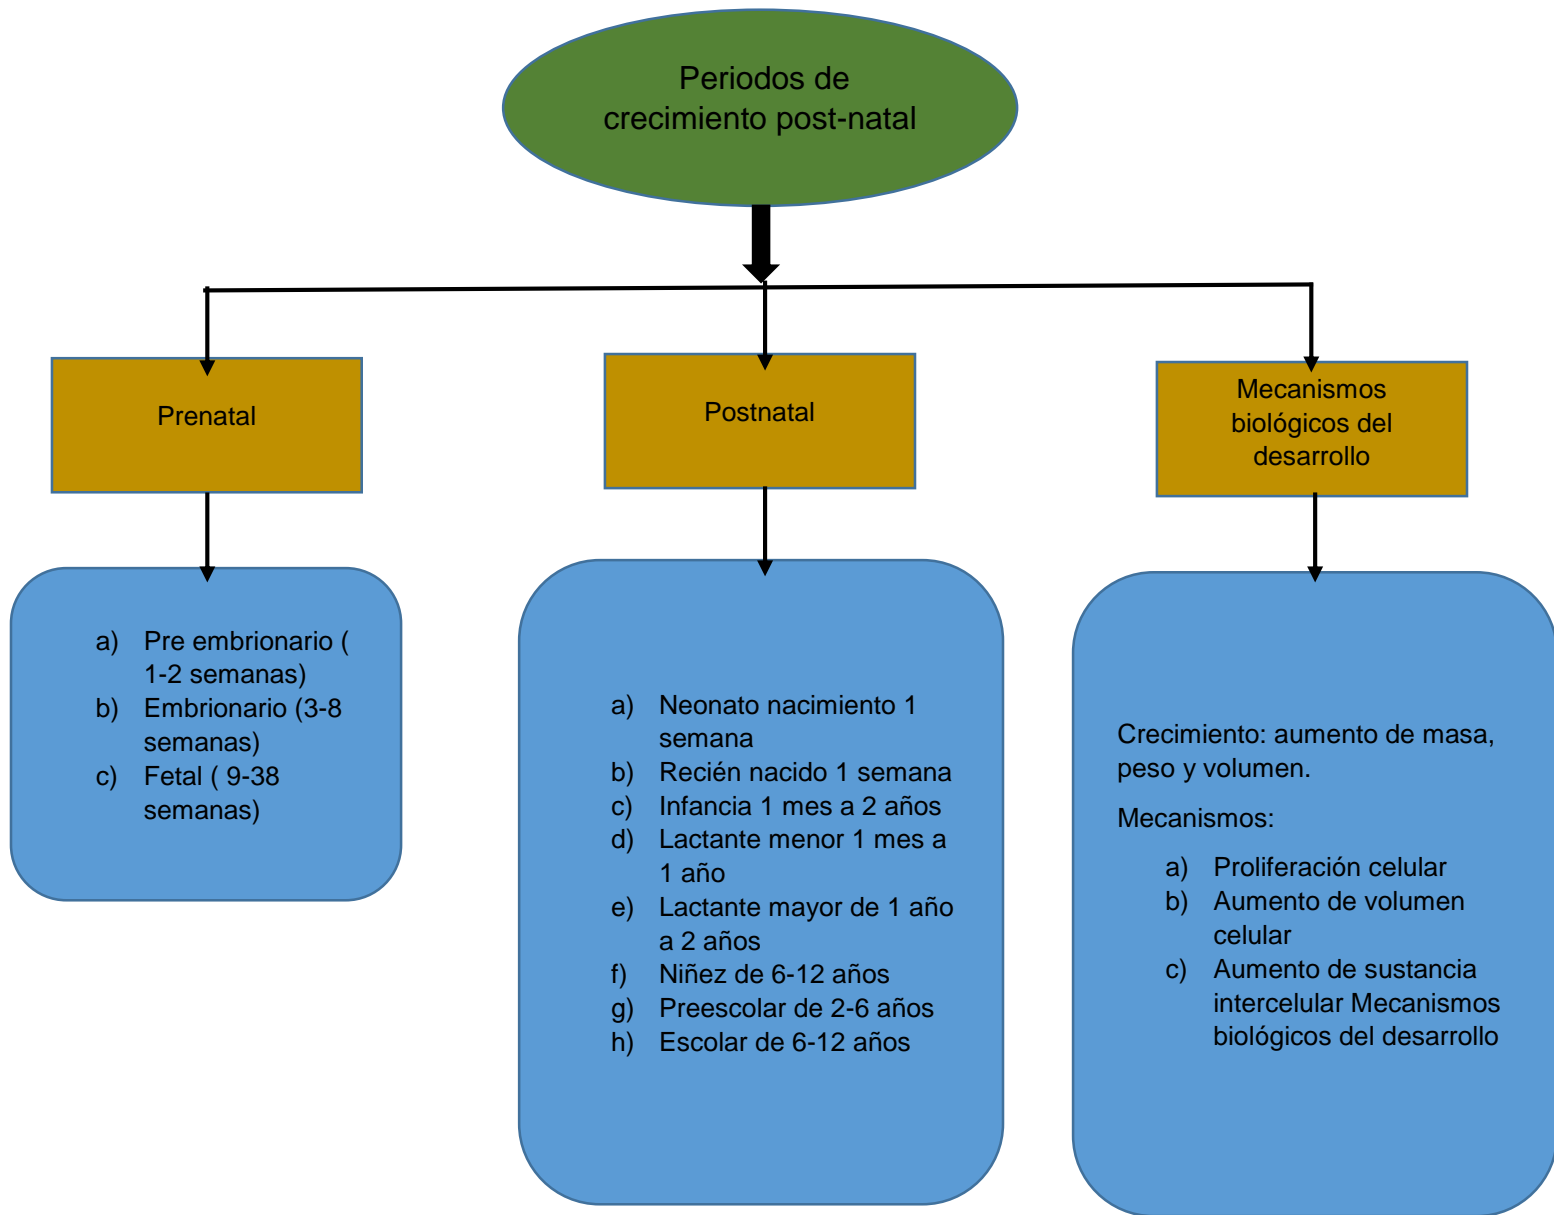 Periodos de
crecimiento post-natal
Prenatal
Postnatal
Mecanismos
biológicos del
desarrollo
a) Pre embrionario (
1-2 semanas)
b) Embrionario (3-8
semanas)
c) Fetal ( 9-38
semanas)
a) Neonato nacimiento 1
semana
b) Recién nacido 1 semana
c) Infancia 1 mes a 2 años
d) Lactante menor 1 mes a
1 año
e) Lactante mayor de 1 año
a 2 años
f) Niñez de 6-12 años
g) Preescolar de 2-6 años
h) Escolar de 6-12 años
Crecimiento: aumento de masa,
peso y volumen.
Mecanismos:
a) Proliferación celular
b) Aumento de volumen
celular
c) Aumento de sustancia
intercelular Mecanismos
biológicos del desarrollo